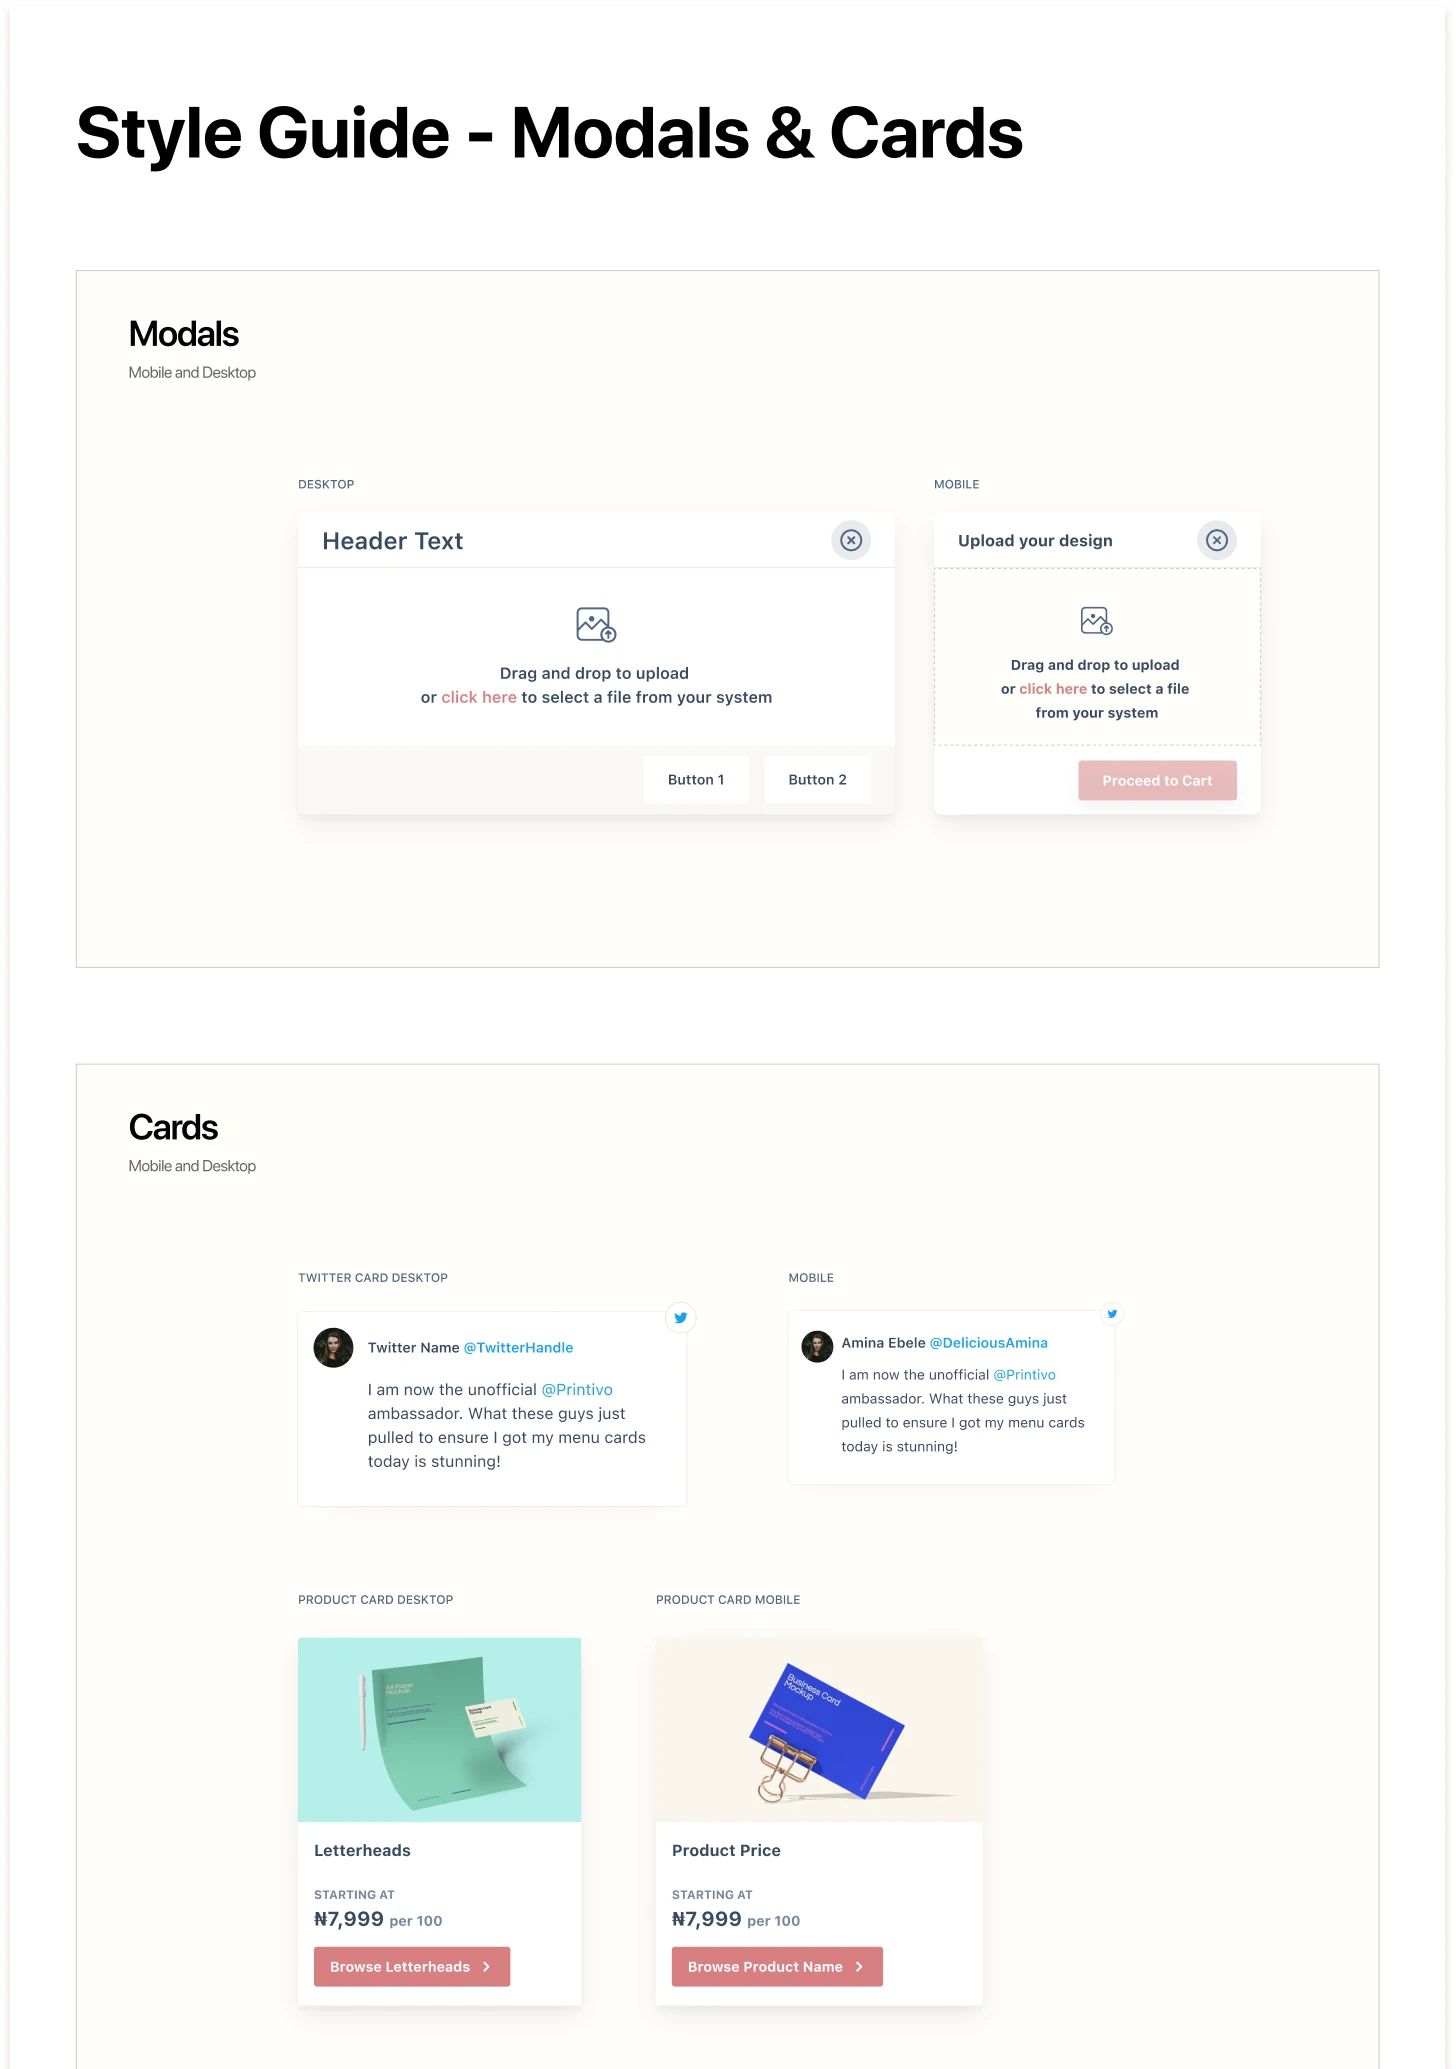 Style Guide - Modals & Cards
Modals
Mobile and Desktop
DESKTOP
Header Text
Drag and drop to upload
or click here to select a file from your system
Button 1
Button 2
MOBILE
Upload your design
Drag and drop to upload
or click here to select a file
from your system
Proceed to Cart
Cards
Mobile and Desktop
TWITTER CARD DESKTOP
Twitter Name @TwitterHandle
I am now the unofficial @Printivo
ambassador. What these guys just
pulled to ensure I got my menu cards
today is stunning!
MOBILE
Amina Ebele @DeliciousAmina
I am now the unofficial @Printivo
ambassador. What these guys just
pulled to ensure I got my menu cards
today is stunning!
PRODUCT CARD DESKTOP
A4 Paper
Mockup
Business Card
Mockup
Letterheads
STARTING AT
₦7,999 per 100
Browse Letterheads
PRODUCT CARD MOBILE
Business Card
Mockup
Product Price
STARTING AT
₦7,999 per 100
Browse Product Name